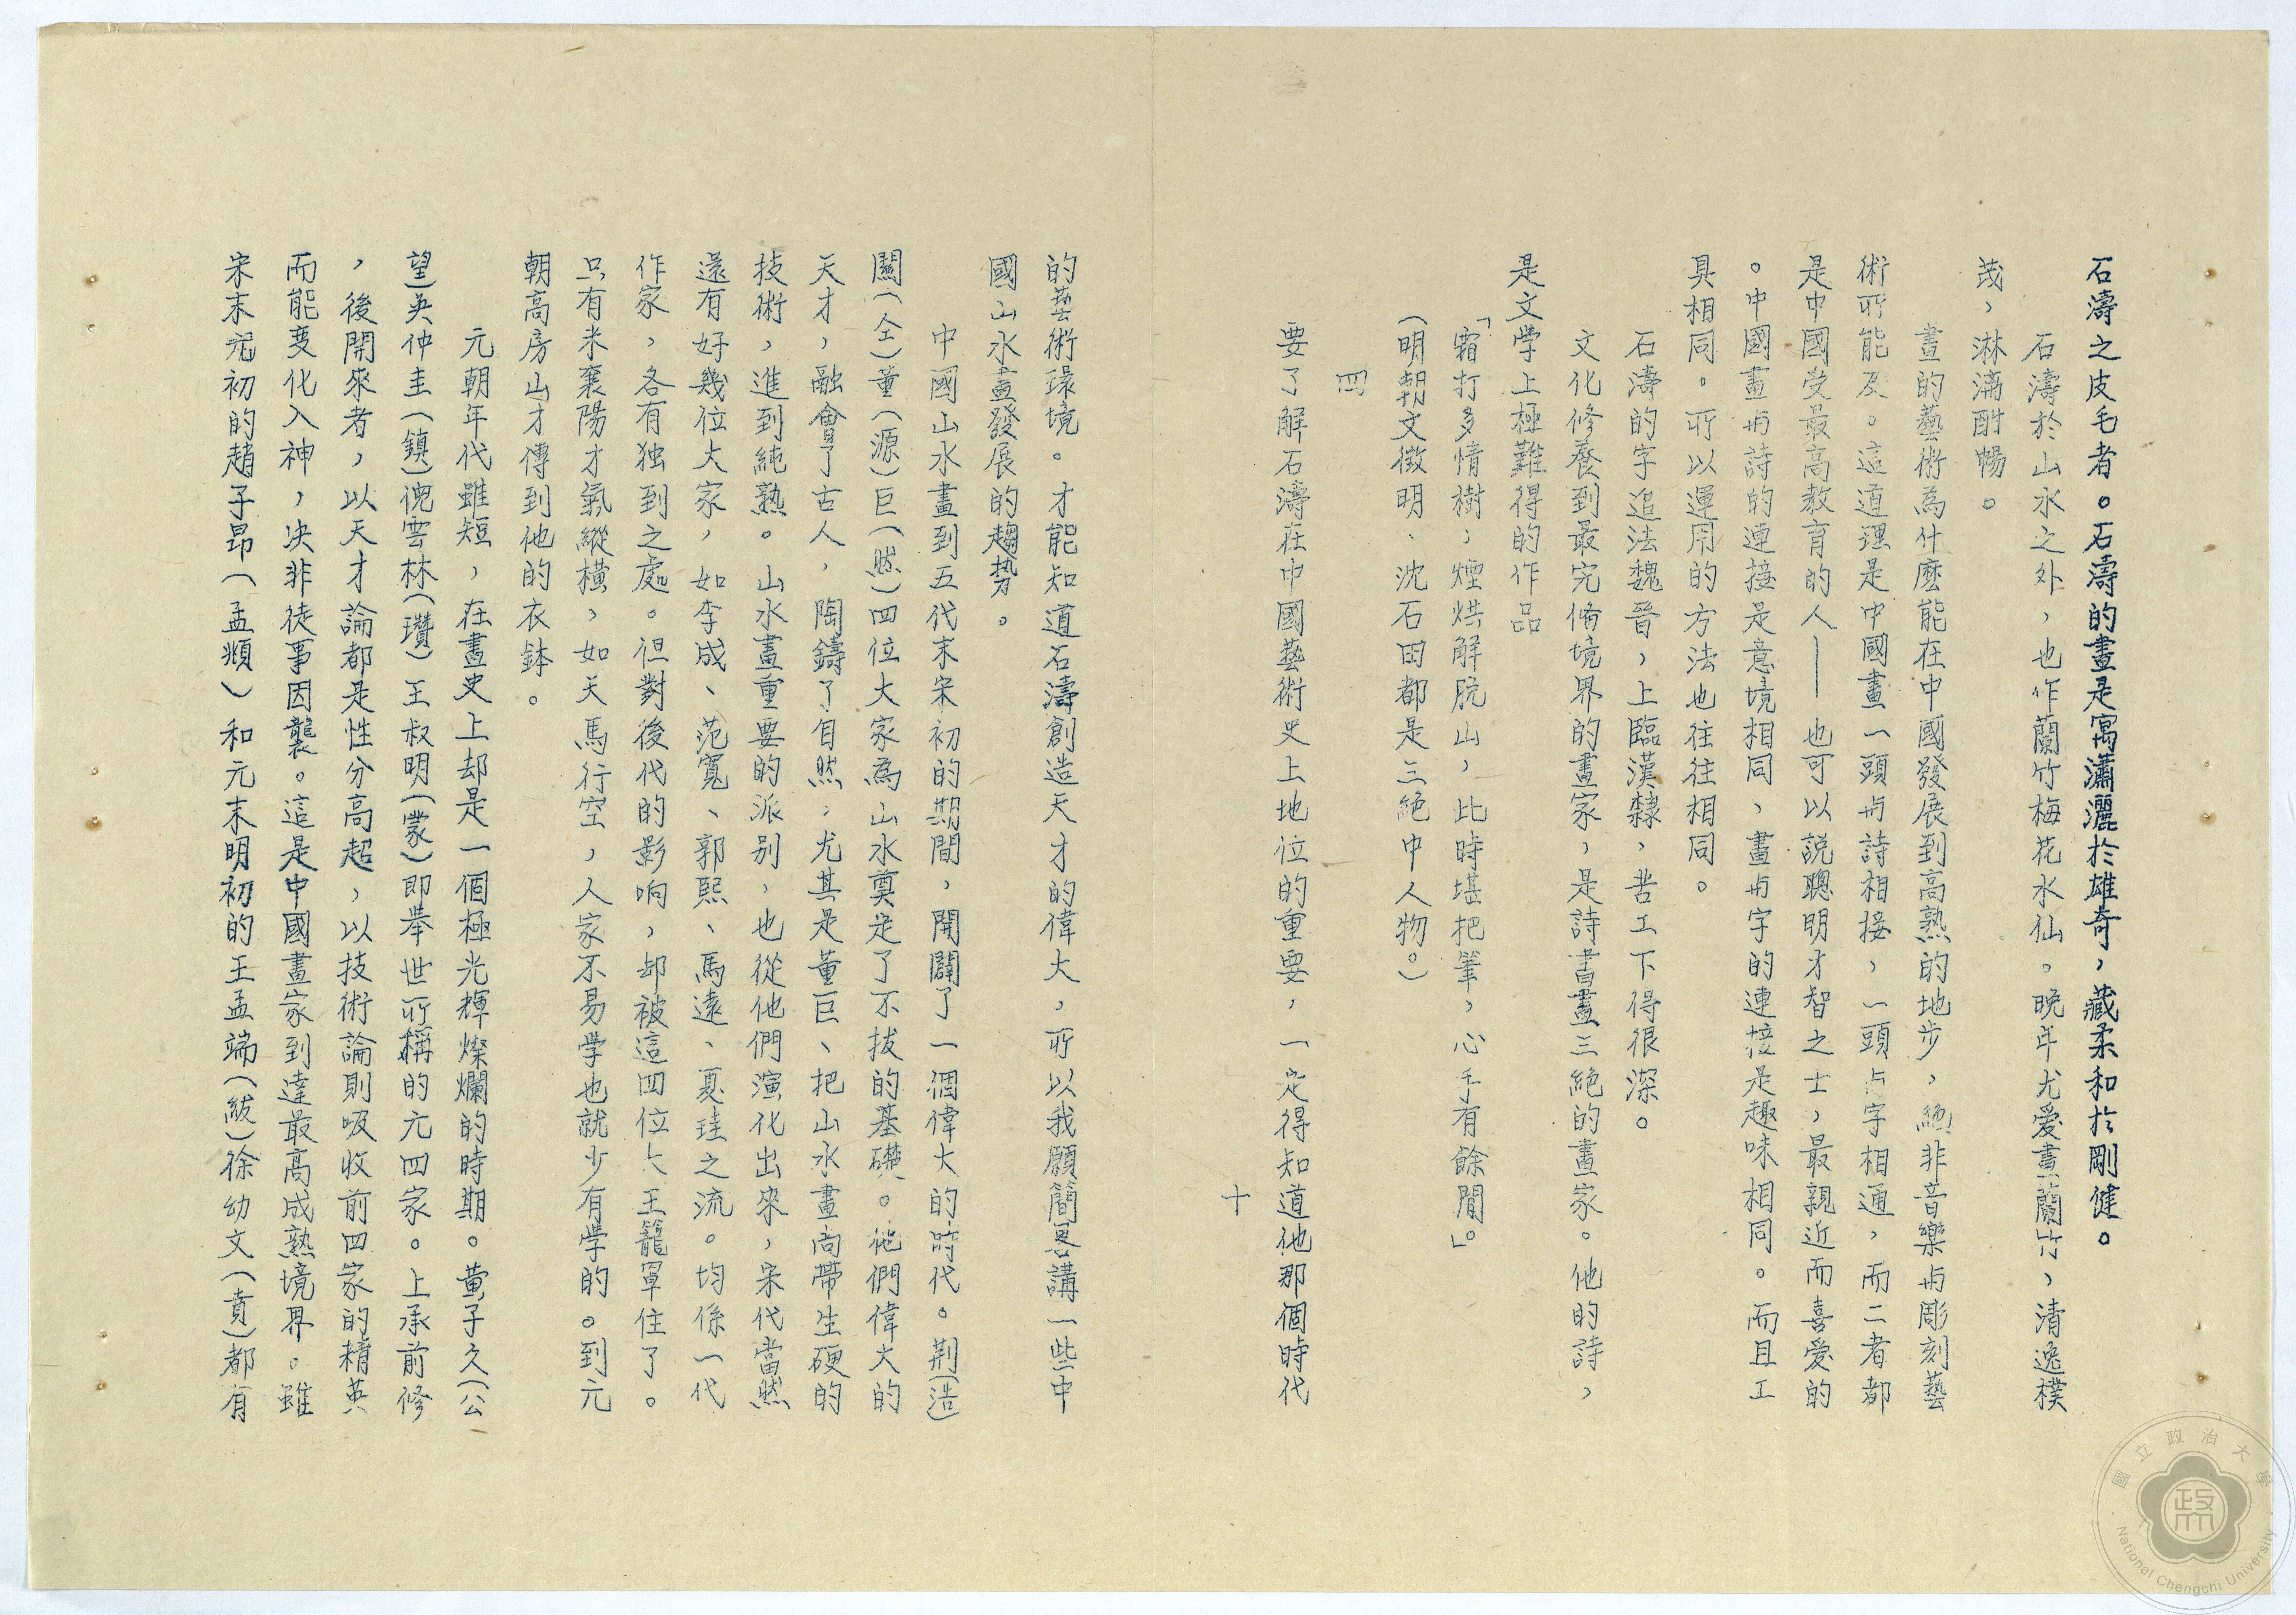 石濤之皮毛者。石濤的畫是寓瀟灑於雄奇，藏柔和於剛健。
石濤於山水之外，也作蘭竹梅花水仙。晚年尤爱畫蘭竹，清逸樸
茂，淋漓酣暢。
畫的藝術為什麽能在中國發展到高熟的地步，絕非音樂与彫刻藝
術所能及。這道理是中國畫一頭与詩相接，一頭与字相通，而二者都
是中國受最高教育的人——也可以説聰明才智之士，最親近而喜愛的
。中國畫与詩的連接是意境相同，畫与字的連接是趣味相同。而且工
具相同。所以運用的方法也往往相同。
石濤的字追法魏晉，上臨漢隸，苦工下得很深。
文化修養到最完備境界的畫家，是詩書畫三絕的畫家。他的詩，
是文学上極難得的作品
「霜打多情樹；煙烘解脫山，此時堪把筆，心手有餘閒。」
（明朝文徵明、沈石田都是三絕中人物。）
四
要了解石濤在中國藝術史上地位的重要，一定得知道他那個時代
十
的藝術環境。才能知道石濤創造天才的偉大，所以我願簡畧講一些中
國山水畫發展的趨勢。
中國山水畫到五代末宋初的期間，開闢了一個偉大的時代。荆（浩）
關（仝）董（源）巨（然）四位大家為山水奠定了不拔的基礎。他們偉大的
天才，融會了古人，陶鑄了自然；尤其是董巨、把山水畫尚帶生硬的
技術，進到純熟。山水畫重要的派别，也從他們演化出來，宋代當然
還有好幾位大家，如李成、范寬、郭熙、馬遠、夏珪之流。均係一代
作家，各有独到之處。但對後代的影响，却被這四位大王籠罩住了。
只有米襄陽才氣縱橫，如天馬行空，人家不易学也就少有學的。到元
朝高房山才傳到他的衣鉢。
元朝年代雖短，在畫史上却是一個極光輝燦爛的時期。黄子久（公
望）吳仲圭（鎮）倪雲林（瓚）王叔明（蒙）即举世所稱的元四家。上承前修
，後開來者，以天才論都是性分高超，以技術論則吸收前四家的精英
而能变化入神，决非徒事因襲。這是中國畫家到達最高成熟境界。雖
宋末元初的趙子昂（孟頫）和元末明初的王孟端（紱）徐幼文（賁）都有
國立政治大學
政
National Chengchi University